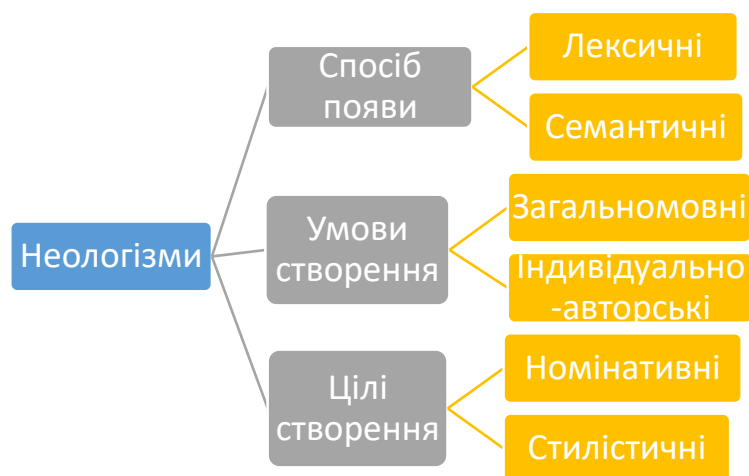 Неологізми
Спосіб
появи
Лексичні
Семантичні
Умови
створення
Загальномовні
Індивідуально
-авторські
Цілі
створення
Номінативні
Стилістичні